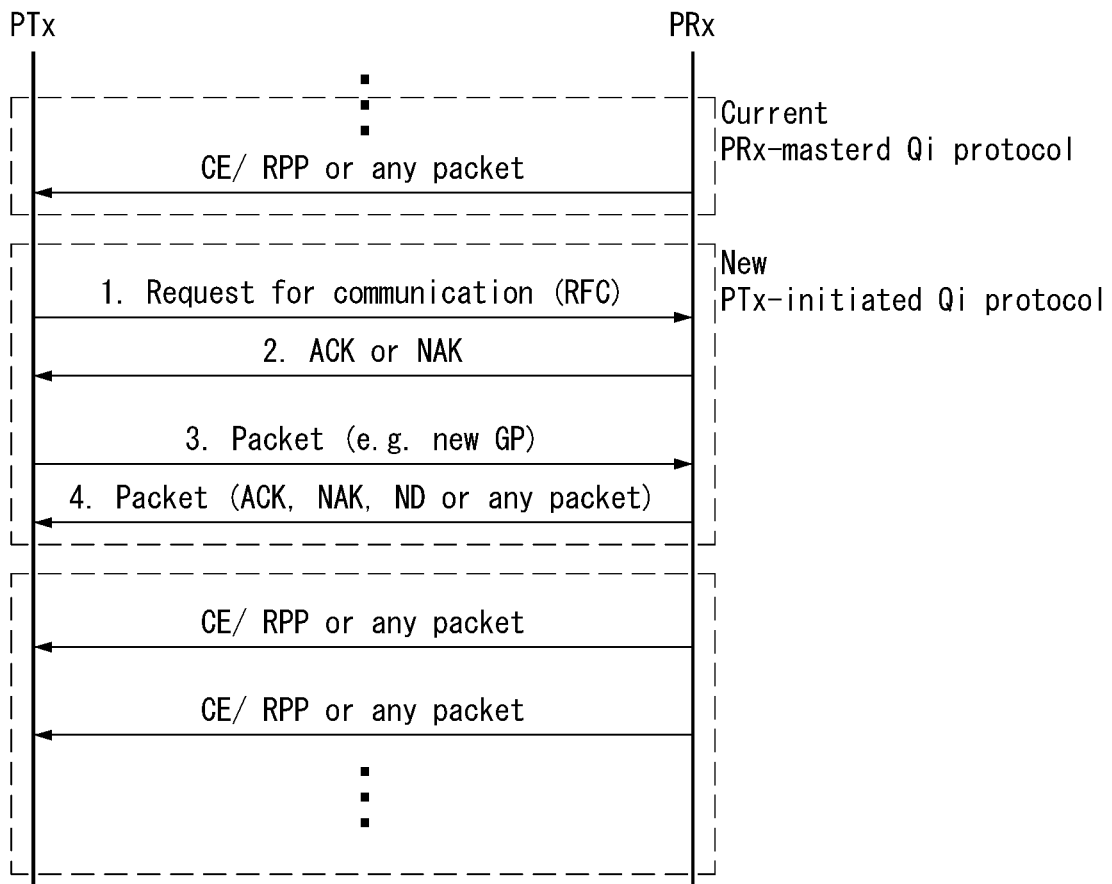 PTx
PRx
Current
PRx-masterd Qi protocol
CE/ RPP or any packet
New
PTx-initiated Qi protocol
1. Request for communication (RFC)
2. ACK or NAK
3. Packet (e.g. new GP)
4. Packet (ACK, NAK, ND or any packet)
CE/ RPP or any packet
CE/ RPP or any packet